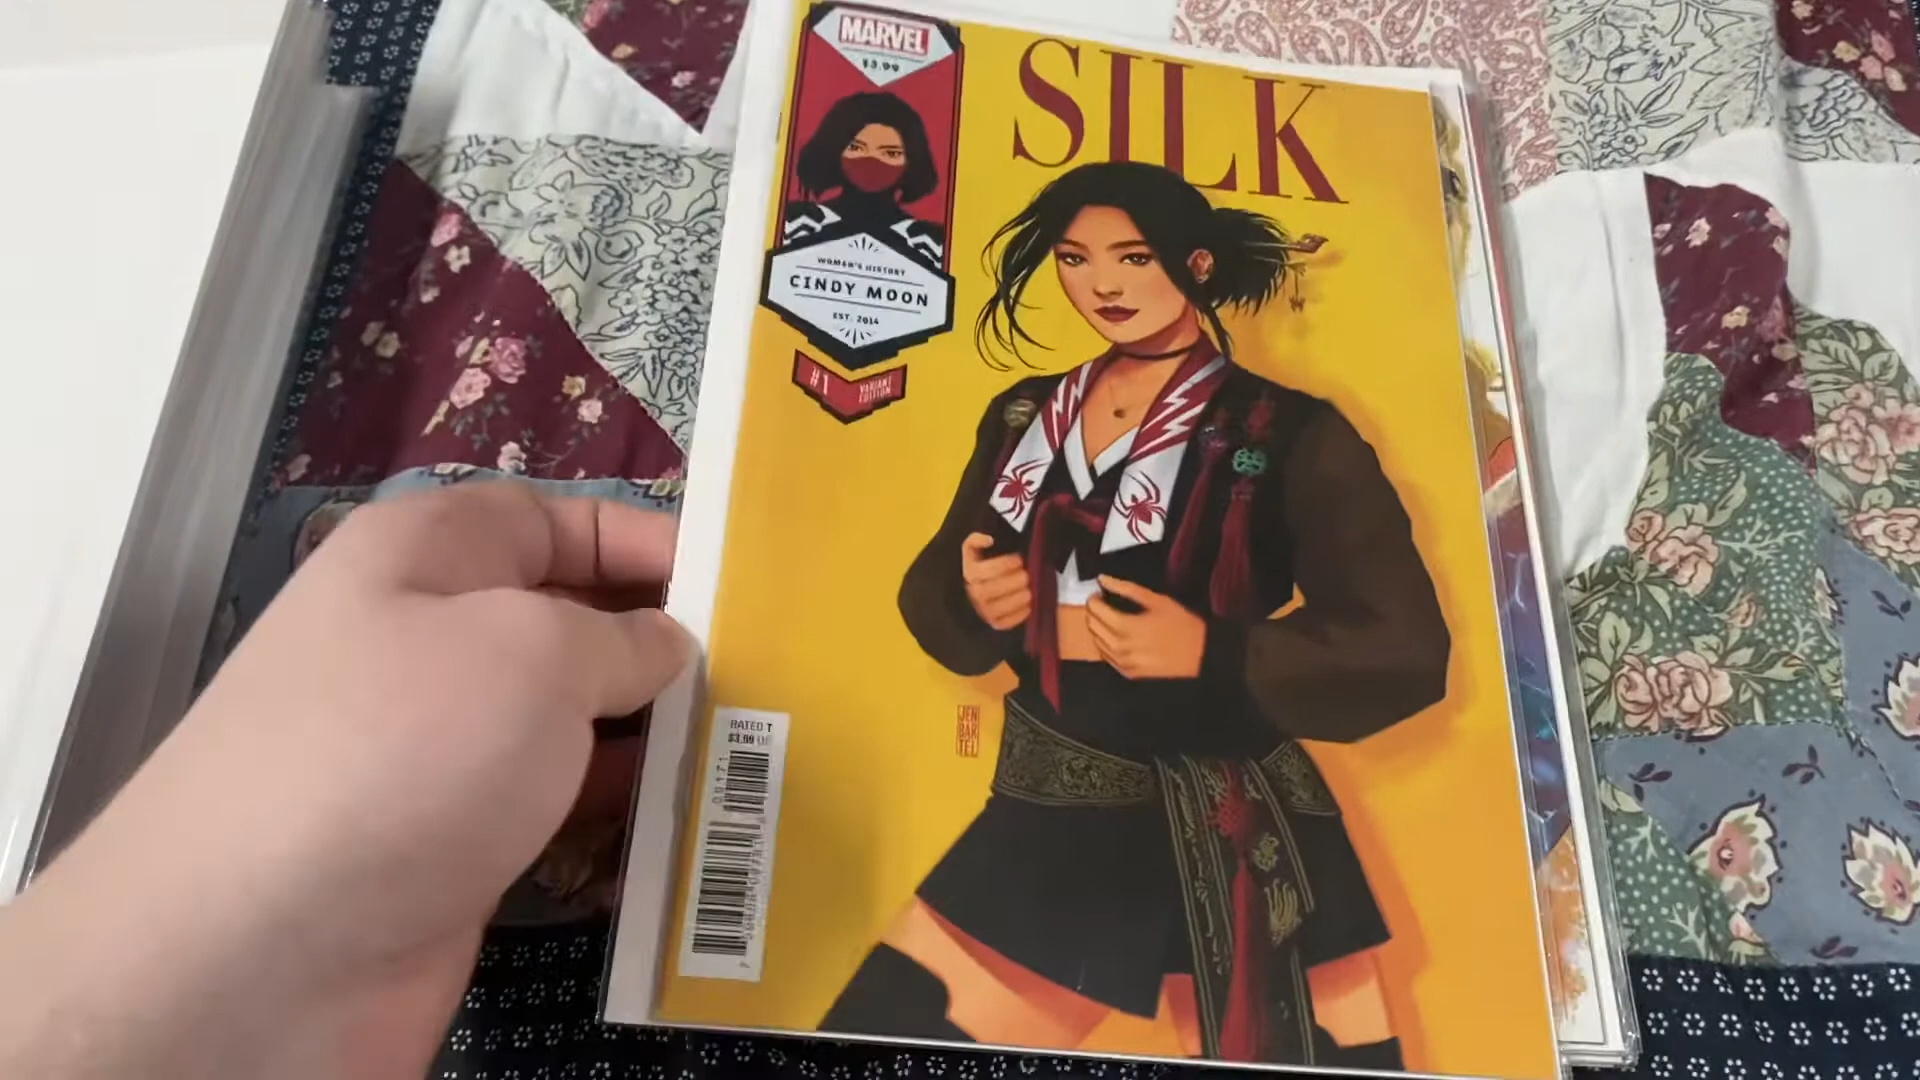 MARVEL
$3.99
SILK
WOMEN'S HISTORY
CINDY MOON
EST. 2014
#1
VARIANT
EDITION
JEN
BAR
TEL
RATED T
$3.99